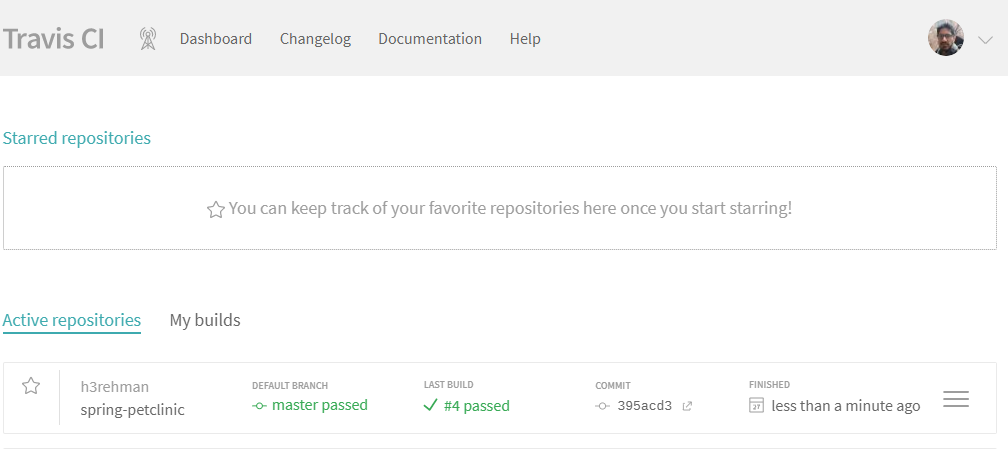 Travis CI Dashboard Changelog Documentation Help
Starred repositories
You can keep track of your favorite repositories here once you start starring!
Active repositories My builds
h3rehman DEFAULT BRANCH LAST BUILD COMMIT FINISHED
spring-petclinic master passed #4 passed 395acd3 27 less than a minute ago